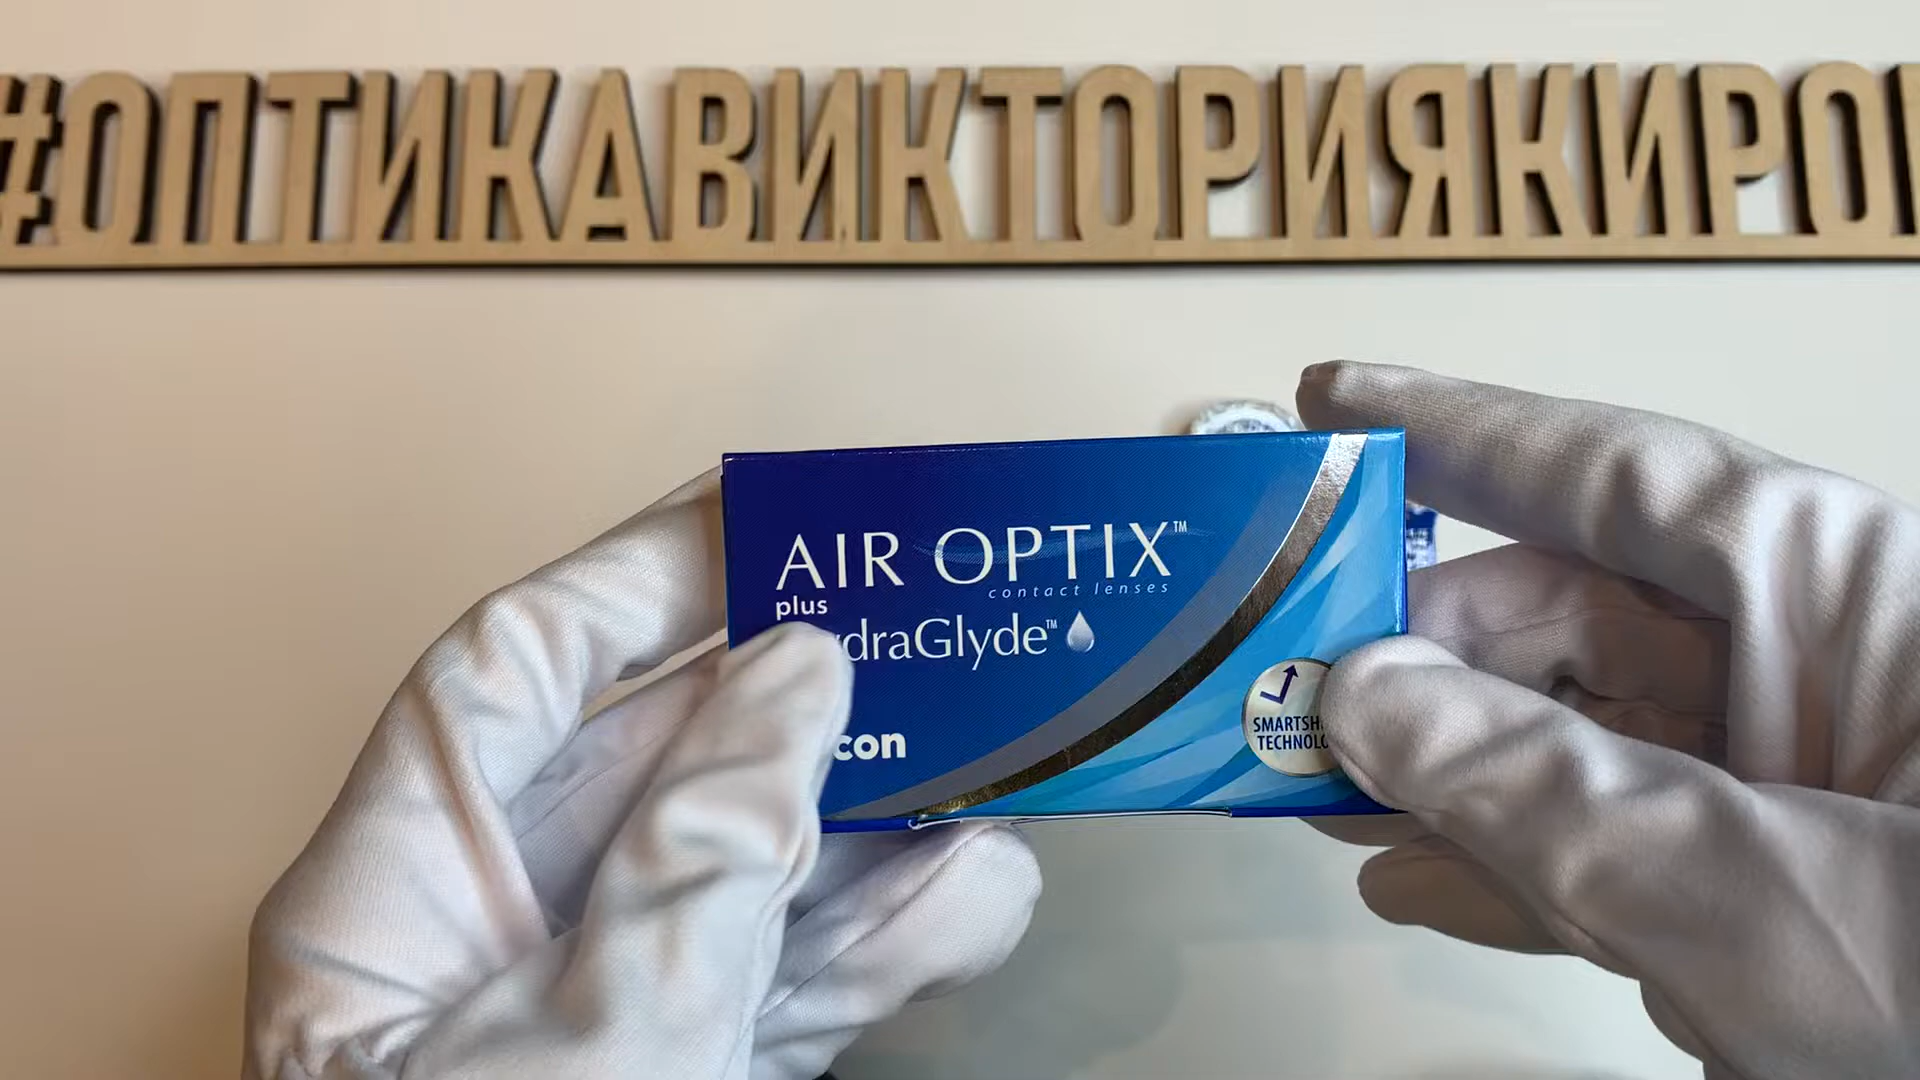 #ОПТИКАВИКТОРИЯКИРО
AIR OPTIX™
contact lenses
plus
draGlyde™
con
SMARTSH
TECHNOLO